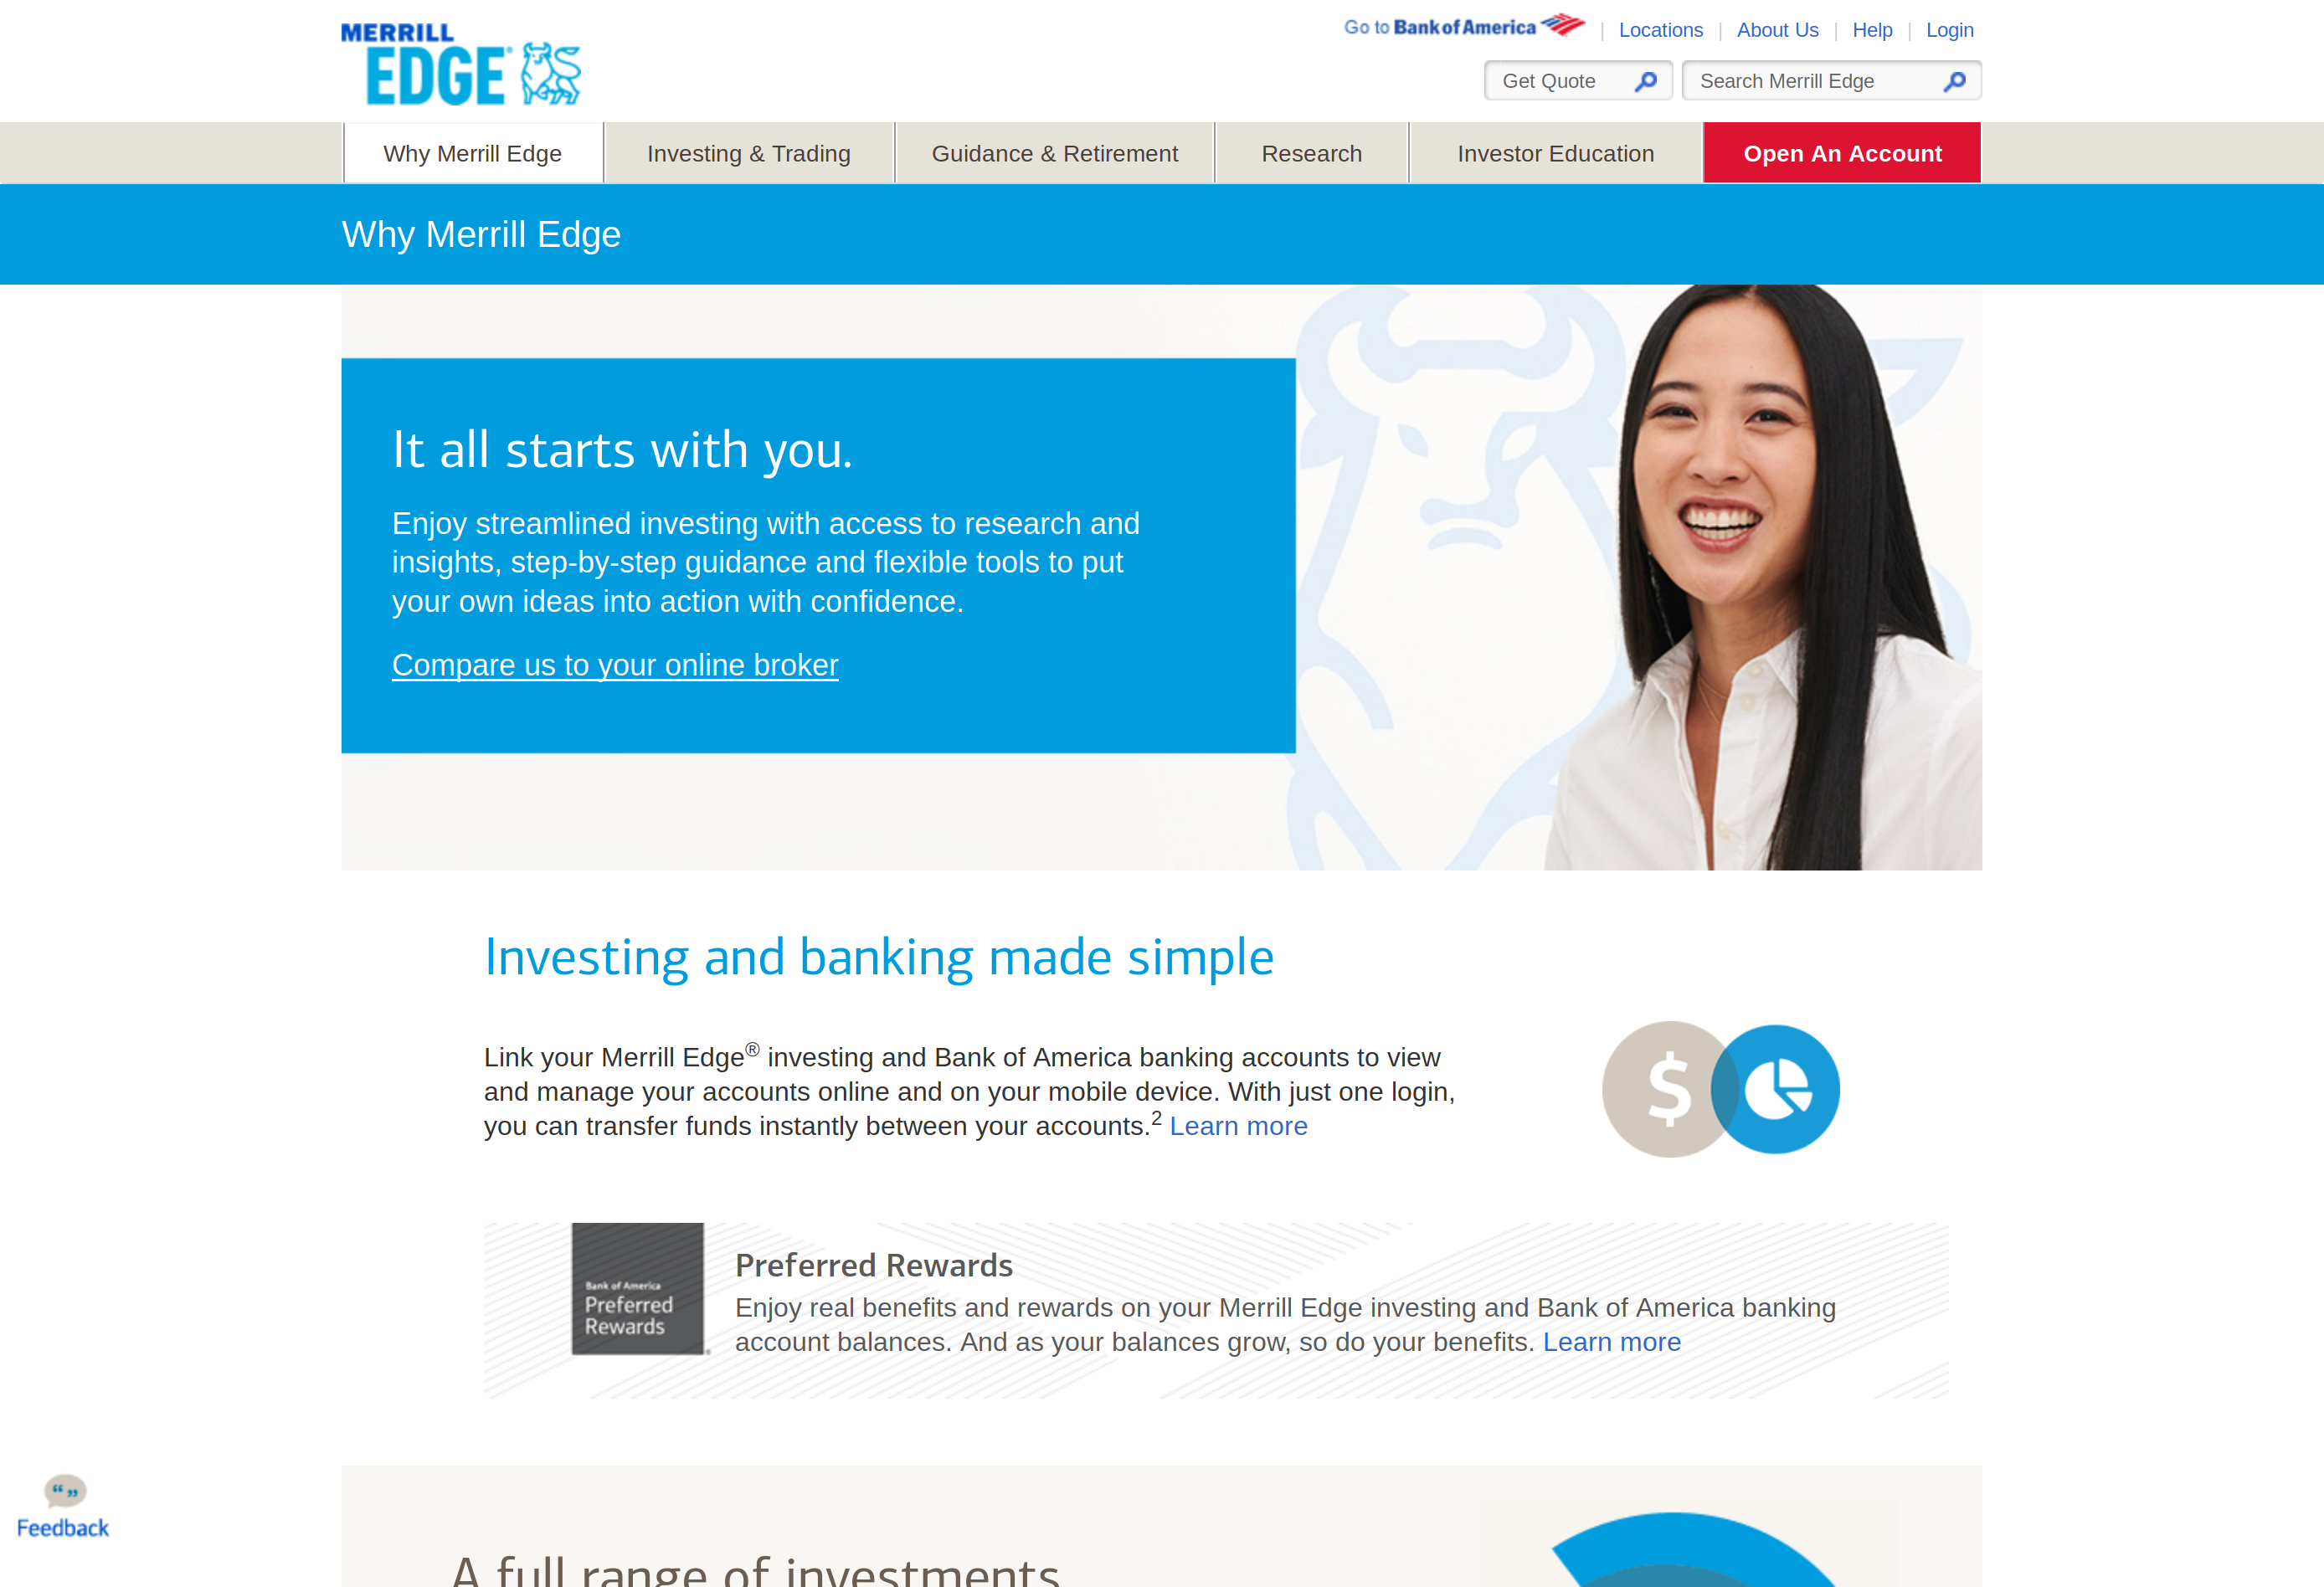 MERRILL
EDGE®
Go to Bank of America | Locations | About Us | Help | Login
Get Quote
Search Merrill Edge
Why Merrill Edge
Investing & Trading
Guidance & Retirement
Research
Investor Education
Open An Account
Why Merrill Edge
It all starts with you.
Enjoy streamlined investing with access to research and
insights, step-by-step guidance and flexible tools to put
your own ideas into action with confidence.
Compare us to your online broker
Investing and banking made simple
Link your Merrill Edge® investing and Bank of America banking accounts to view
and manage your accounts online and on your mobile device. With just one login,
you can transfer funds instantly between your accounts.2 Learn more
$
Bank of America
Preferred
Rewards
Preferred Rewards
Enjoy real benefits and rewards on your Merrill Edge investing and Bank of America banking
account balances. And as your balances grow, so do your benefits. Learn more
“ ”
Feedback
A full range of investments